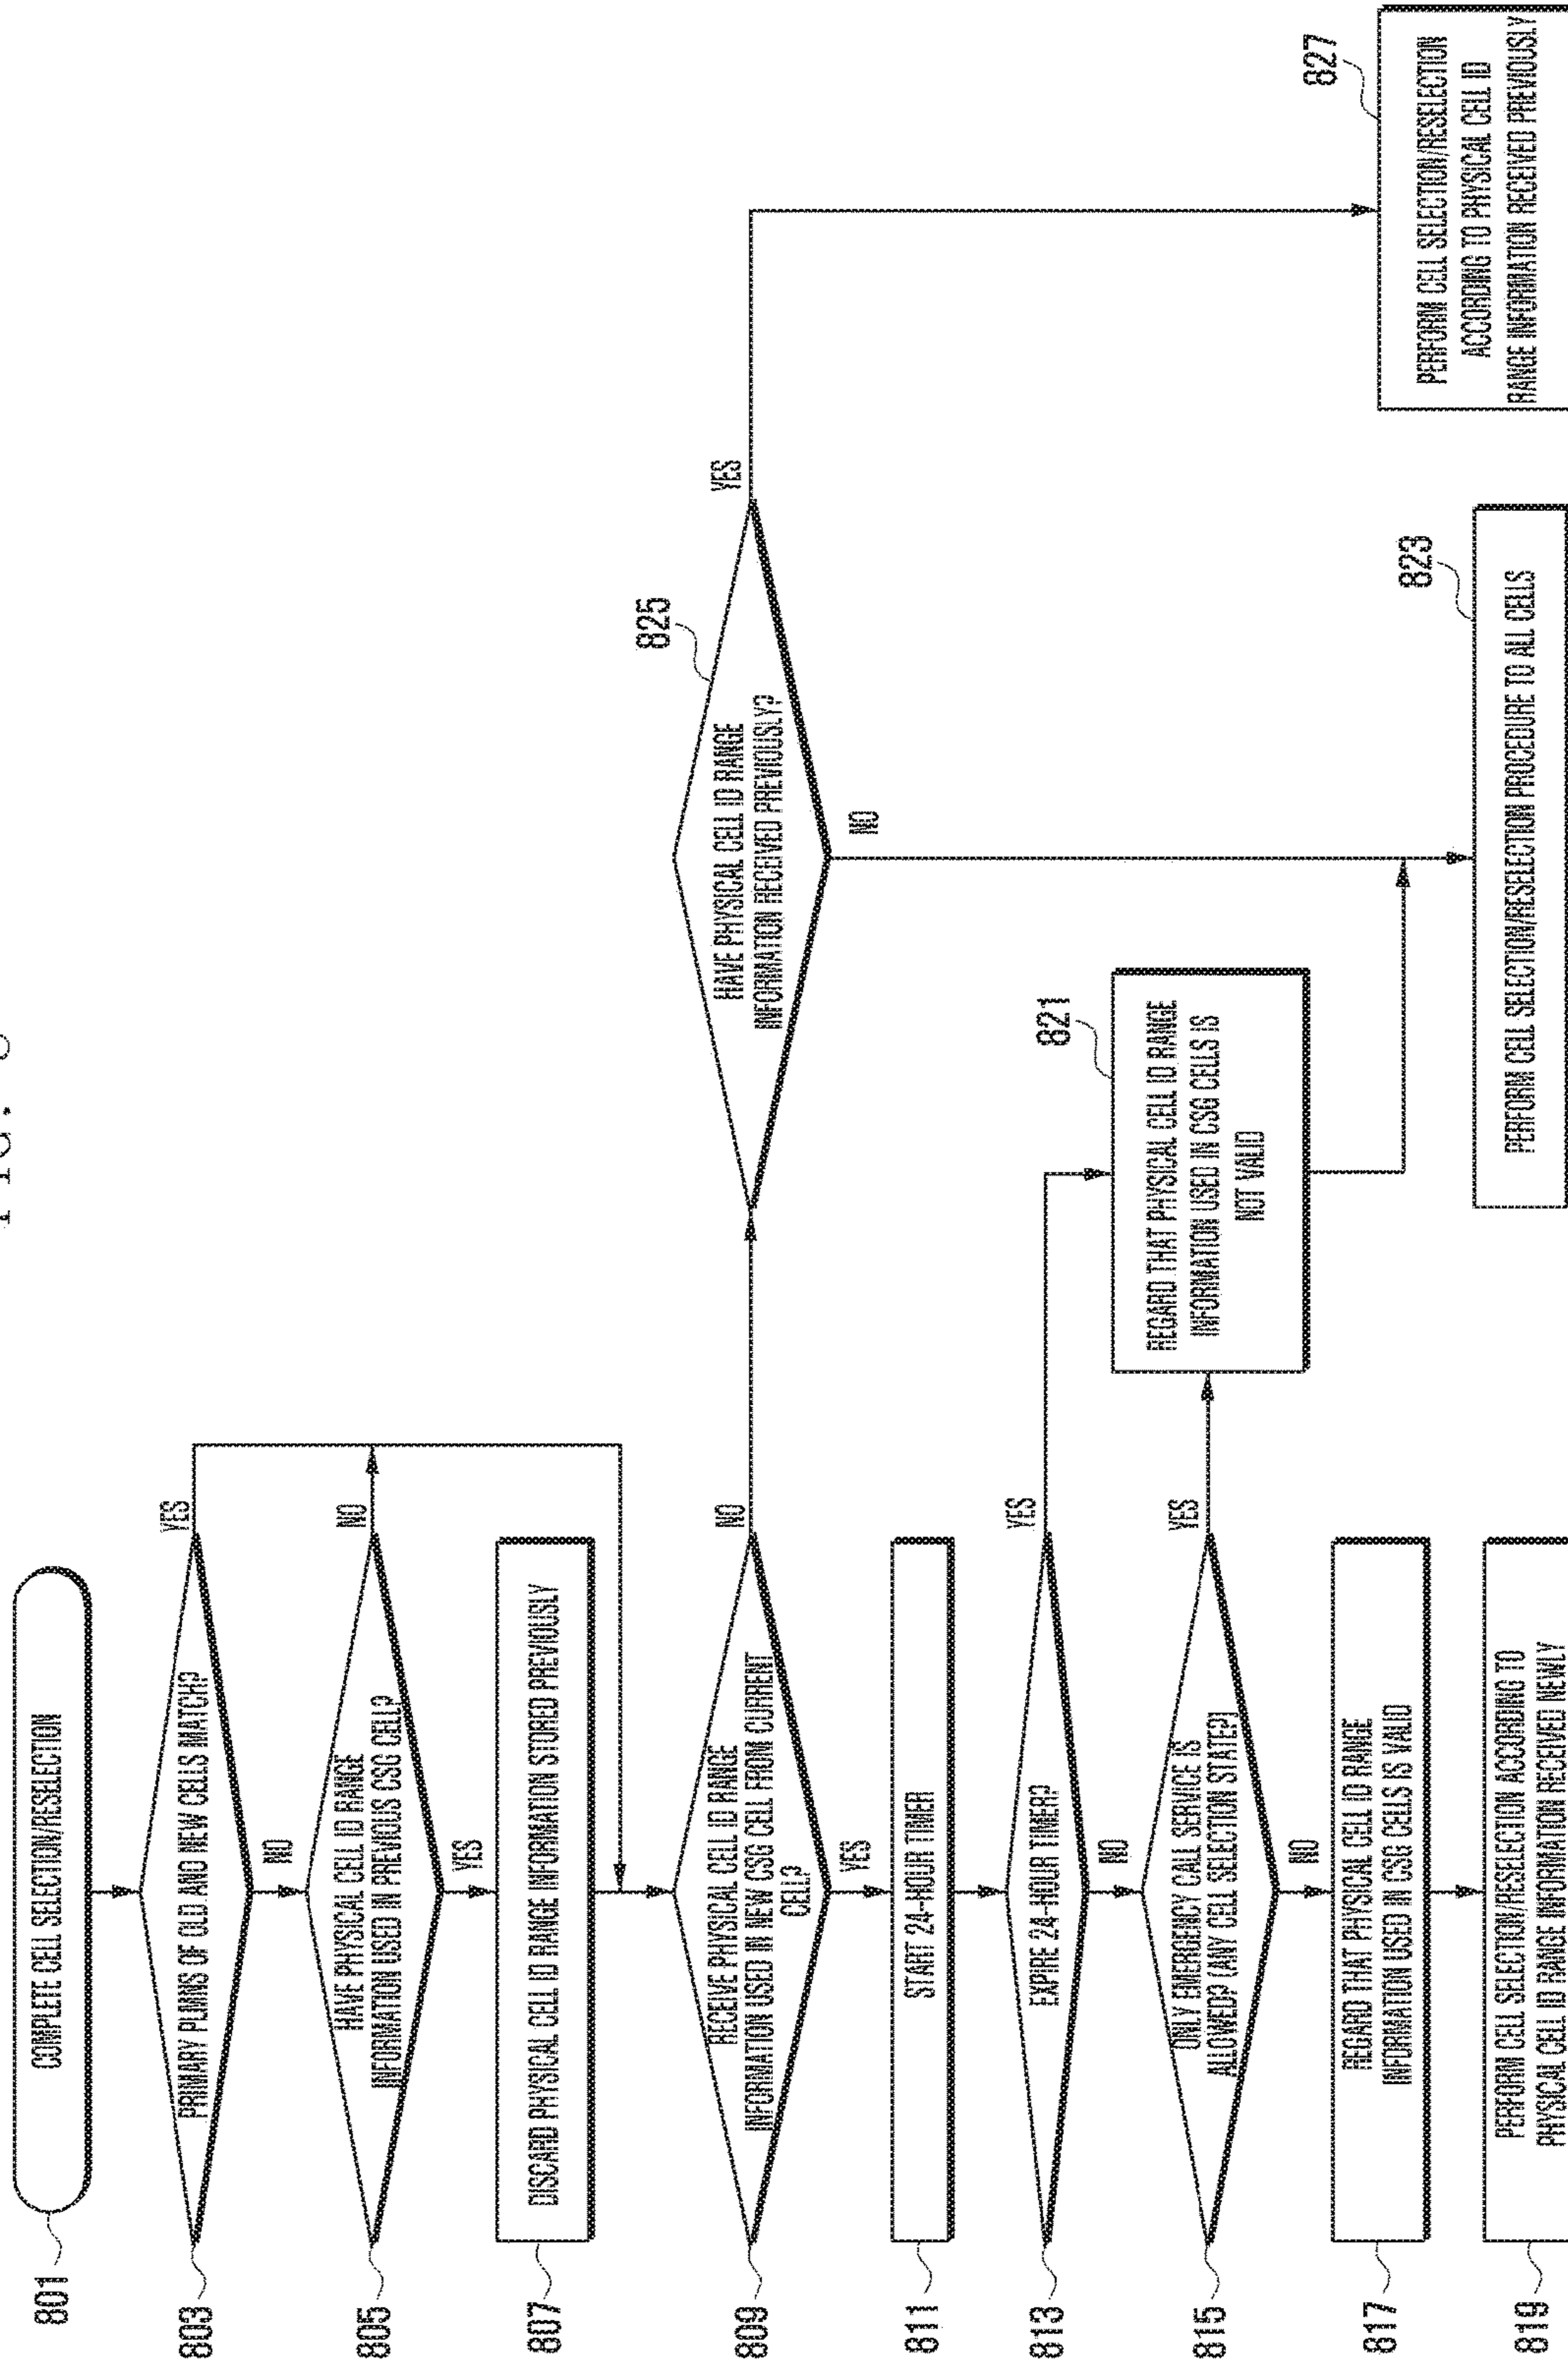 801
COMPLETE CELL SELECTION/RESELECTION
803
PRIMARY PLMNS OF OLD AND NEW CELLS MATCH?
YES
NO
805
HAVE PHYSICAL CELL ID RANGE
INFORMATION USED IN PREVIOUS CSG CELL?
NO
YES
807
DISCARD PHYSICAL CELL ID RANGE INFORMATION STORED PREVIOUSLY
809
RECEIVE PHYSICAL CELL ID RANGE
INFORMATION USED IN NEW CSG CELL FROM CURRENT
CELL?
NO
YES
825
HAVE PHYSICAL CELL ID RANGE
INFORMATION RECEIVED PREVIOUSLY?
YES
NO
811
START 24-HOUR TIMER
813
EXPIRE 24-HOUR TIMER?
YES
NO
815
ONLY EMERGENCY CALL SERVICE IS
ALLOWED? (ANY CELL SELECTION STATE?)
YES
NO
821
REGARD THAT PHYSICAL CELL ID RANGE
INFORMATION USED IN CSG CELLS IS
NOT VALID
817
REGARD THAT PHYSICAL CELL ID RANGE
INFORMATION USED IN CSG CELLS IS VALID
819
PERFORM CELL SELECTION/RESELECTION ACCORDING TO
PHYSICAL CELL ID RANGE INFORMATION RECEIVED NEWLY
823
PERFORM CELL SELECTION/RESELECTION PROCEDURE TO ALL CELLS
827
PERFORM CELL SELECTION/RESELECTION
ACCORDING TO PHYSICAL CELL ID
RANGE INFORMATION RECEIVED PREVIOUSLY